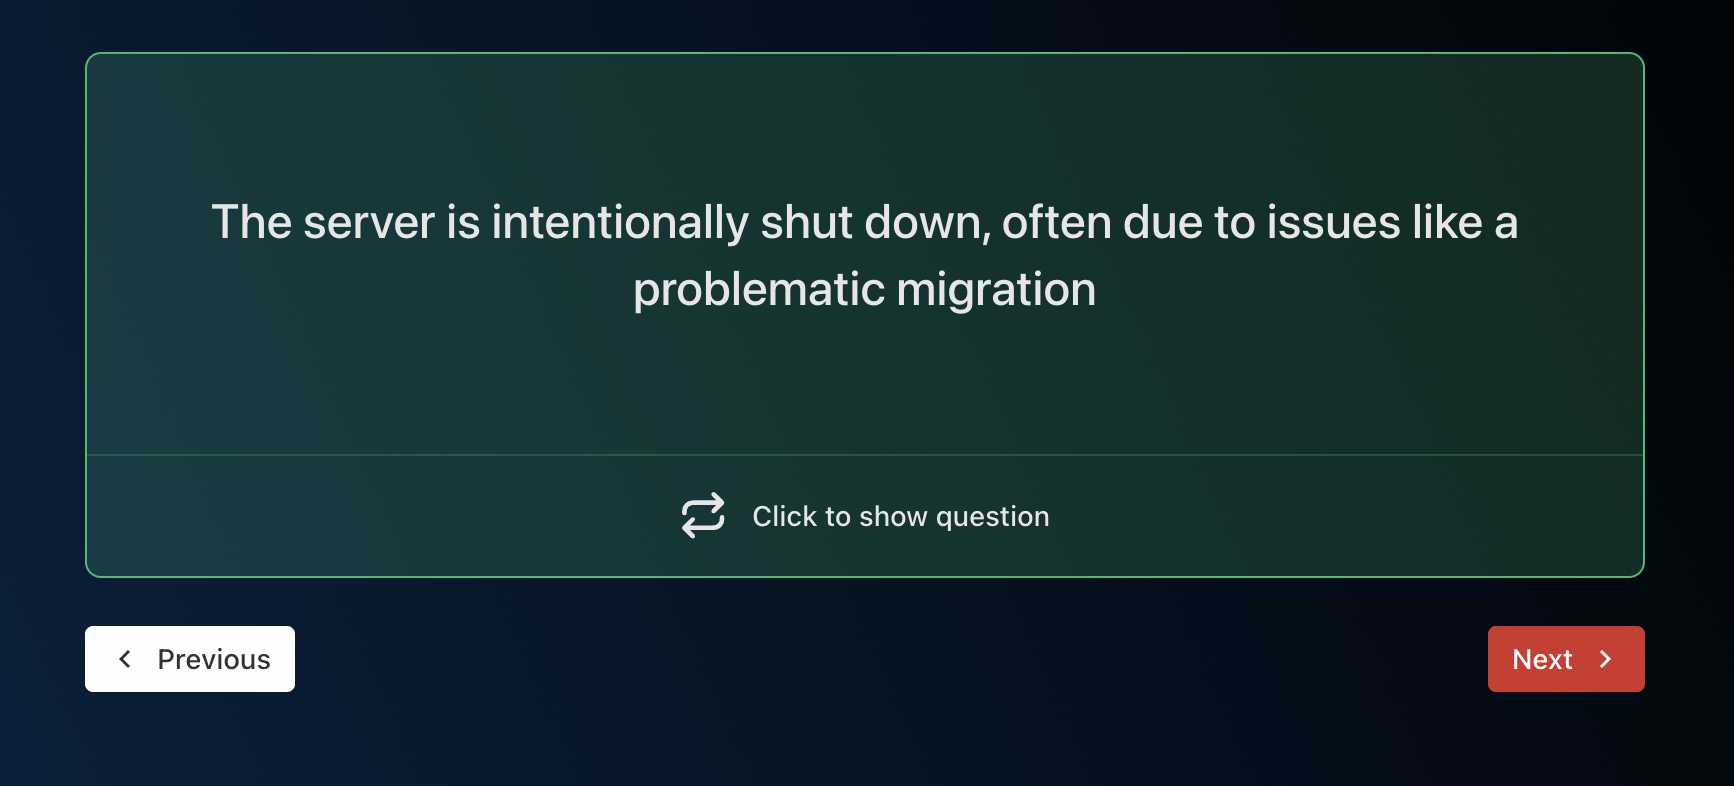 The server is intentionally shut down, often due to issues like a
problematic migration
Click to show question
Previous
Next